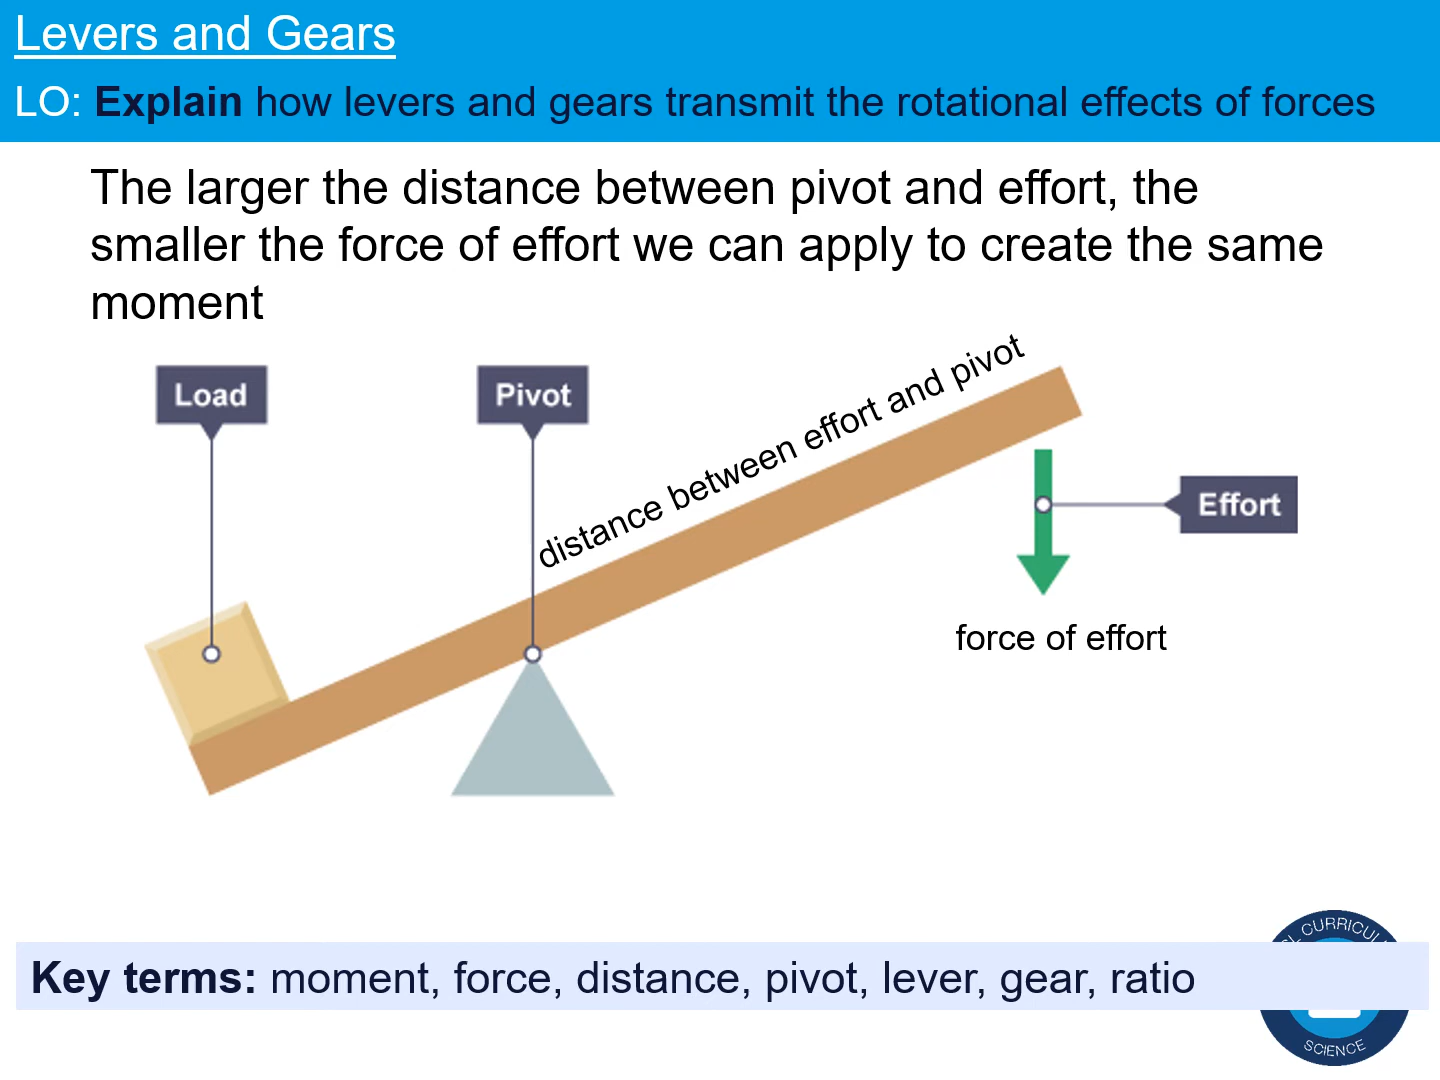 Levers and Gears
LO: Explain how levers and gears transmit the rotational effects of forces
The larger the distance between pivot and effort, the
smaller the force of effort we can apply to create the same
moment
Load
Pivot
distance between effort and pivot
Effort
force of effort
Key terms: moment, force, distance, pivot, lever, gear, ratio
SCIENCE